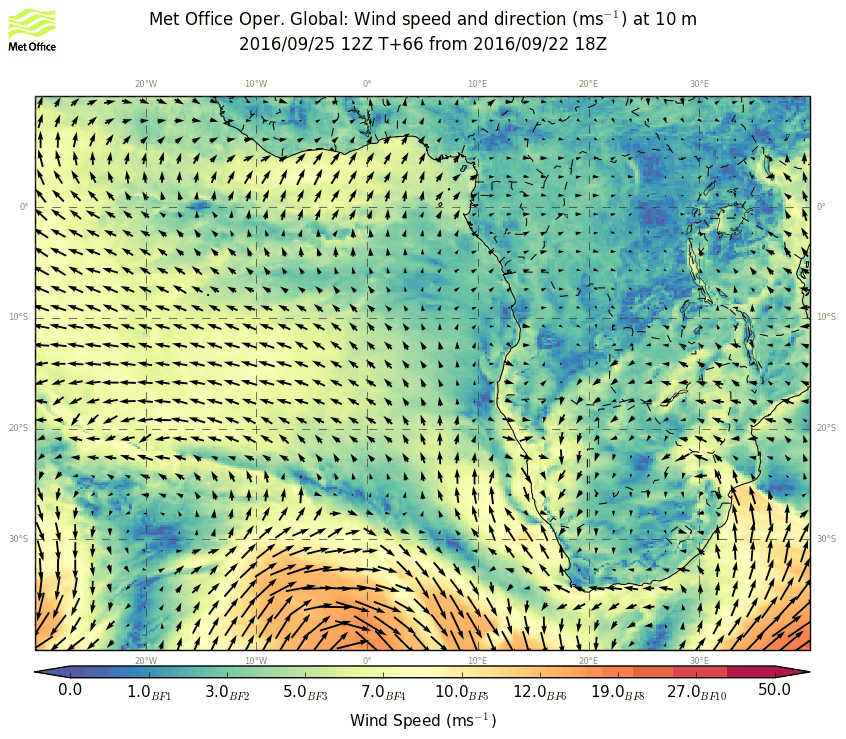 Met Office
Met Office Oper. Global: Wind speed and direction (ms⁻¹) at 10 m
2016/09/25 12Z T+66 from 2016/09/22 18Z
20°W 10°W 0° 10°E 20°E 30°E
0° 0°
10°S 10°S
20°S 20°S
30°S 30°S
20°W 10°W 0° 10°E 20°E 30°E
0.0 1.0BF1 3.0BF2 5.0BF3 7.0BF4 10.0BF5 12.0BF6 19.0BF8 27.0BF10 50.0
Wind Speed (ms⁻¹)